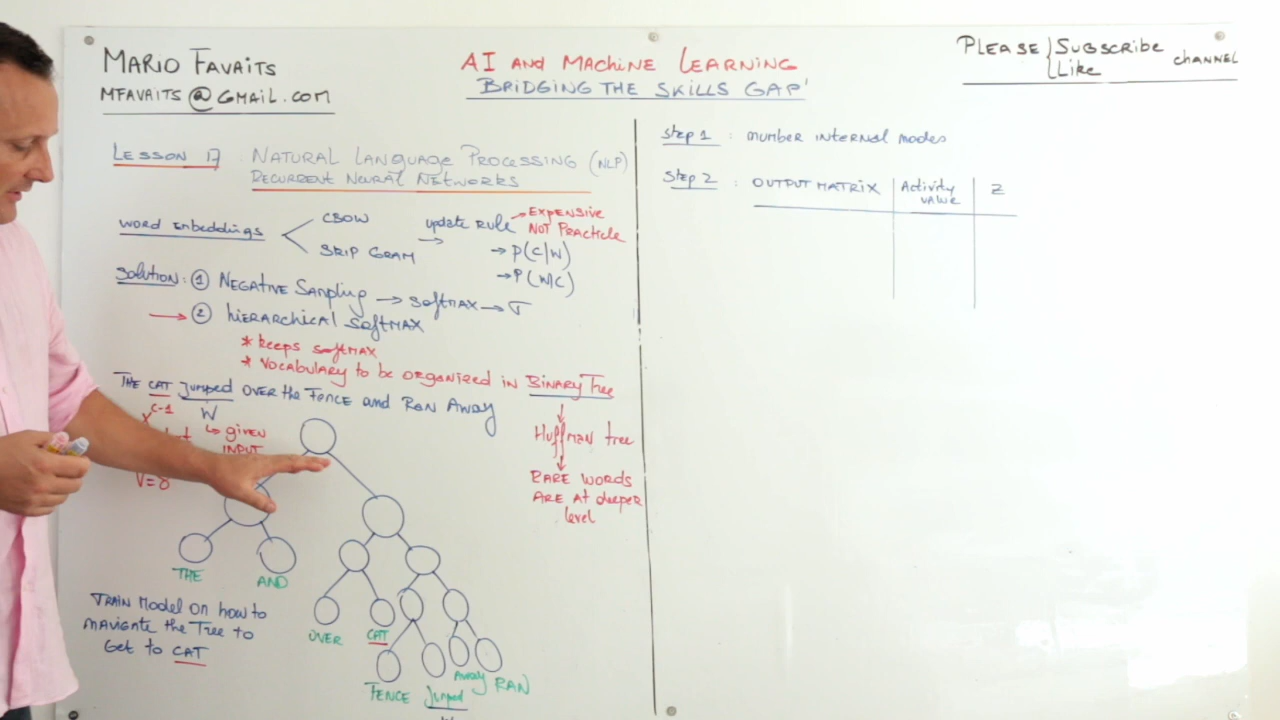 MARIO FAVAITS
MFAVAITS@GMAIL.COM
AI AND MACHINE LEARNING
'BRIDGING THE SKILLS GAP'
PLEASE Subscribe Like channel
LESSON 17: NATURAL LANGUAGE PROCESSING (NLP)
RECURRENT NEURAL NETWORKS
WORD Embeddings
CBOW
SKIP GRAM
update RULE → EXPENSIVE
NOT PRACTICLE
→ P(C|W)
→ P(W|C)
Solution: ① NEGATIVE SAMPLING → SOFTMAX → σ
→ ② hIERARCHICAL SoftMAX
* keeps softMAX
* VOCABULARY TO BE ORGANIZED IN BINARY Tree
THE CAT Jumped OVER the FENCE and RAN AWAY
C-1
W
↳ given
INPUT
V=8
HUFFMAN tree
RARE WORDS
ARE AT deeper
level
THE
AND
OVER
CAT
FENCE
Jumped
AWAY
RAN
TRAIN Model ON how to
NAVIGATE the Tree to
Get to CAT
Step 1 : number INTERNAL nodes
Step 2 : OUTPUT MATRIX
Activity
value
Z